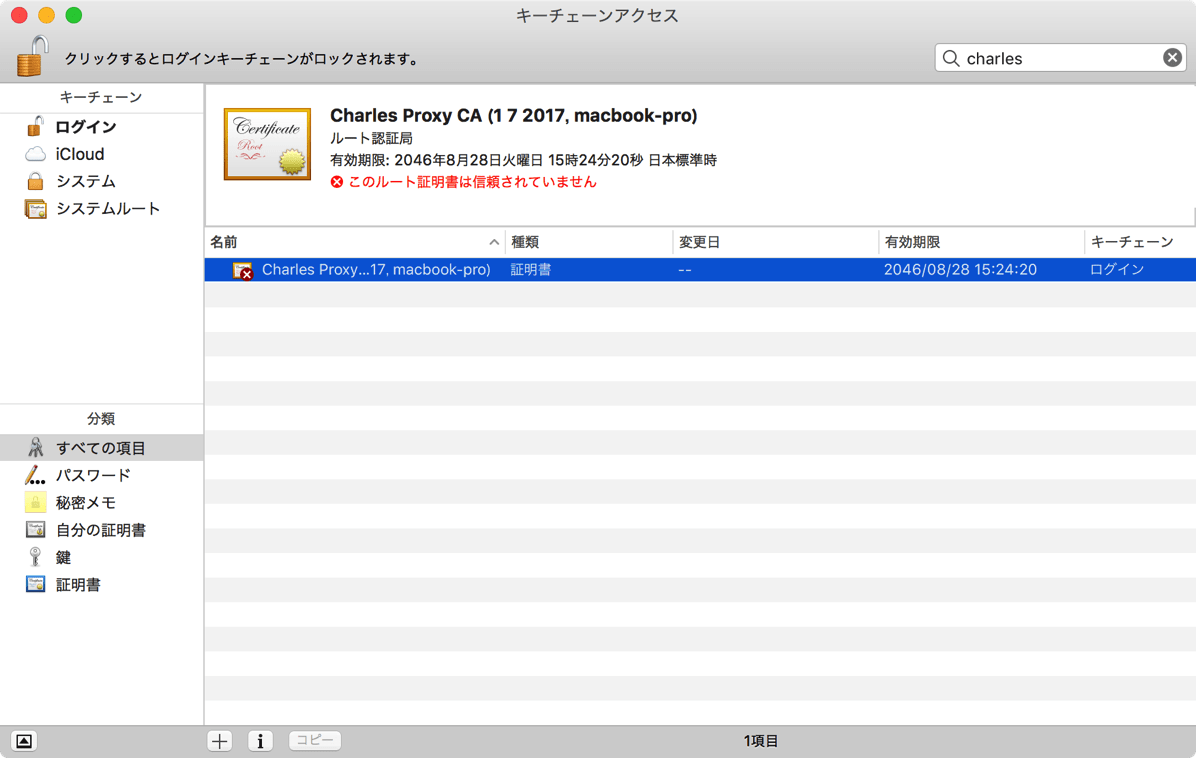 キーチェーンアクセス
クリックするとログインキーチェーンがロックされます。
charles
キーチェーン
ログイン
iCloud
システム
システムルート
Certificate
Root
Charles Proxy CA (1 7 2017, macbook-pro)
ルート認証局
有効期限: 2046年8月28日火曜日 15時24分20秒 日本標準時
このルート証明書は信頼されていません
名前 種類 変更日 有効期限 キーチェーン
Charles Proxy...17, macbook-pro) 証明書 -- 2046/08/28 15:24:20 ログイン
分類
すべての項目
パスワード
秘密メモ
自分の証明書
鍵
証明書
コピー
1項目